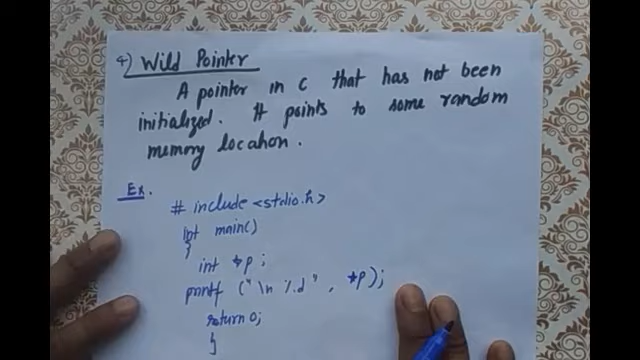 4) Wild Pointer
A pointer in C that has not been
initialized. It points to some random
memory location.
Ex.
# include <stdio.h>
int main()
{
int *p ;
printf ("\n %d" , *p);
return 0;
}